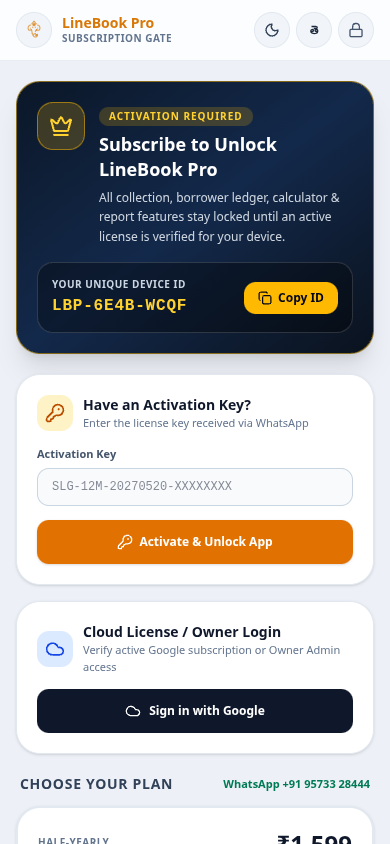 LineBook Pro
SUBSCRIPTION GATE
ACTIVATION REQUIRED
Subscribe to Unlock
LineBook Pro
All collection, borrower ledger, calculator &
report features stay locked until an active
license is verified for your device.
YOUR UNIQUE DEVICE ID
LBP-6E4B-WCQF
Copy ID
Have an Activation Key?
Enter the license key received via WhatsApp
Activation Key
SLG-12M-20270520-XXXXXXXX
Activate & Unlock App
Cloud License / Owner Login
Verify active Google subscription or Owner Admin
access
Sign in with Google
CHOOSE YOUR PLAN
WhatsApp +91 95733 28444
HALF-YEARLY
₹1,599